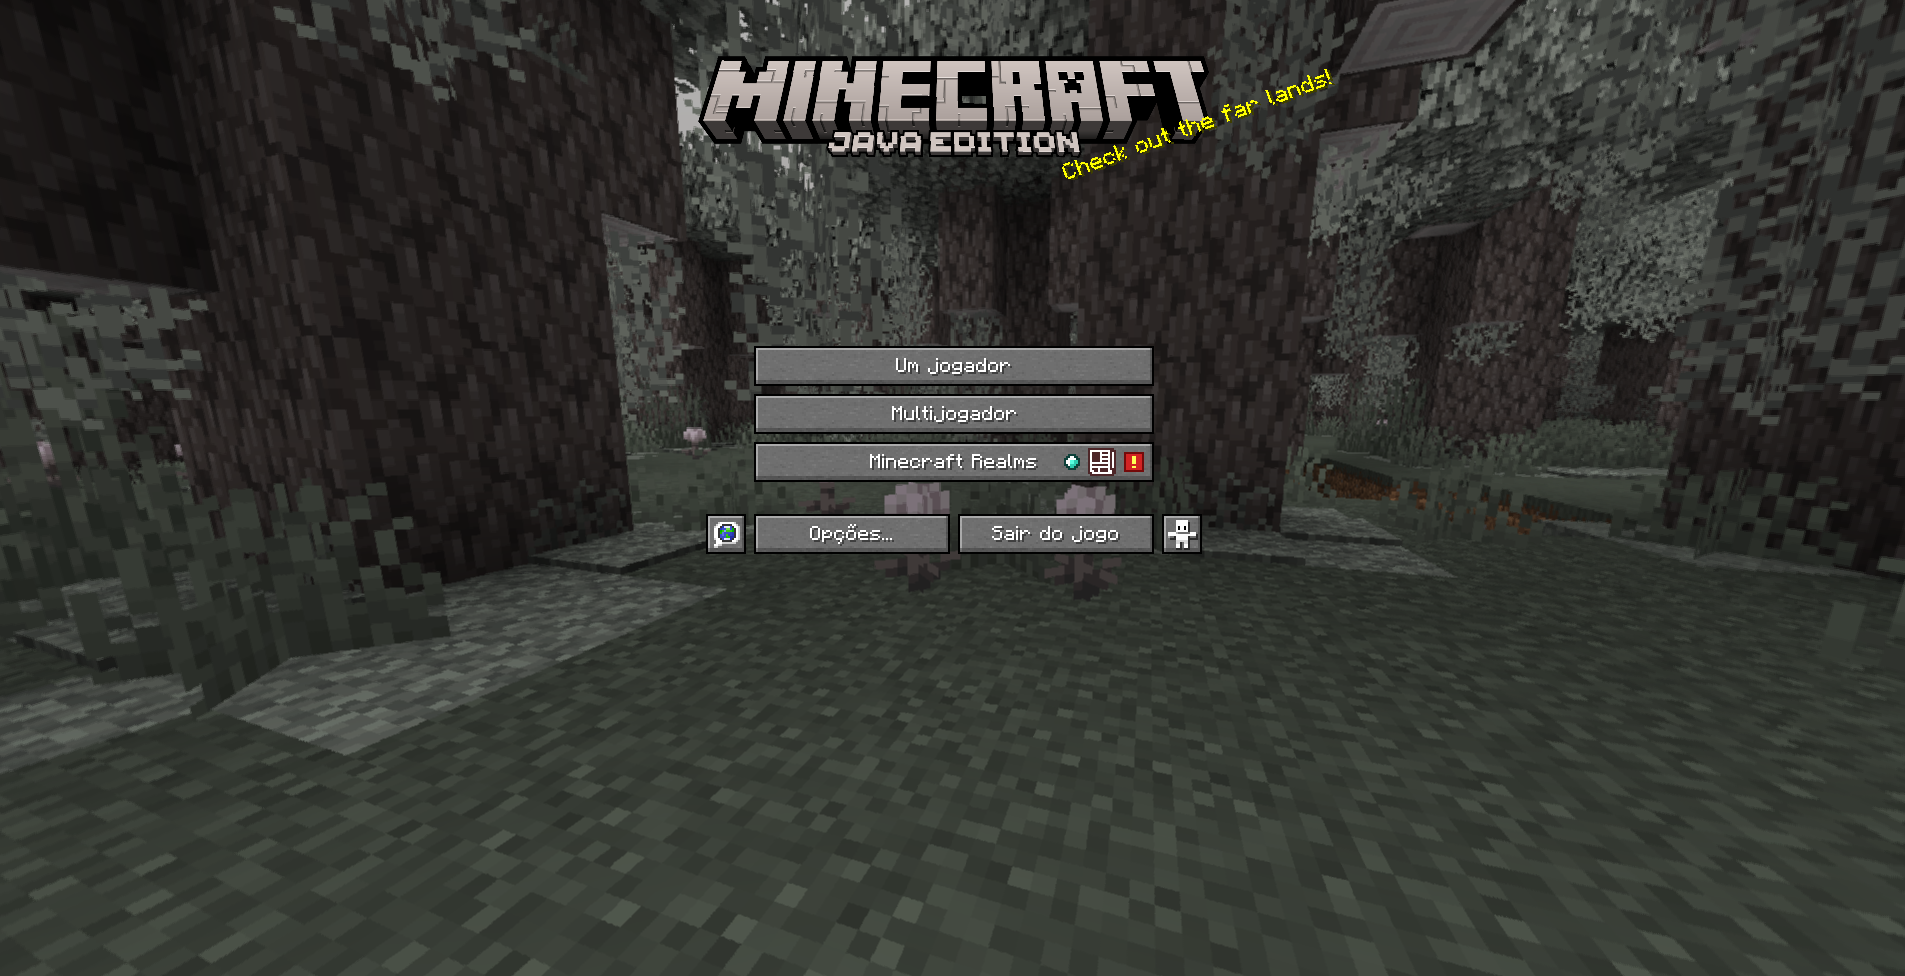 MINECRAFT
JAVA EDITION
Check out the far lands!
Um jogador
Multijogador
Minecraft Realms
Opções...
Sair do jogo